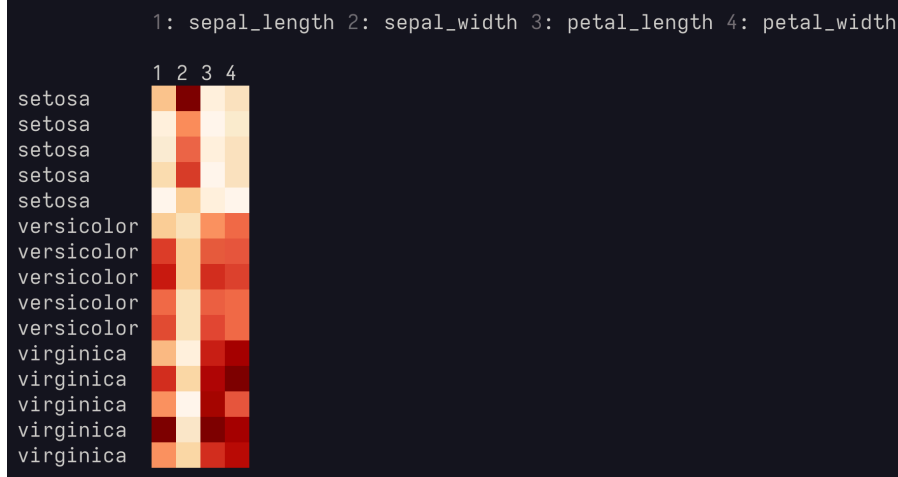 1: sepal_length 2: sepal_width 3: petal_length 4: petal_width
1 2 3 4
setosa
setosa
setosa
setosa
setosa
versicolor
versicolor
versicolor
versicolor
versicolor
virginica
virginica
virginica
virginica
virginica